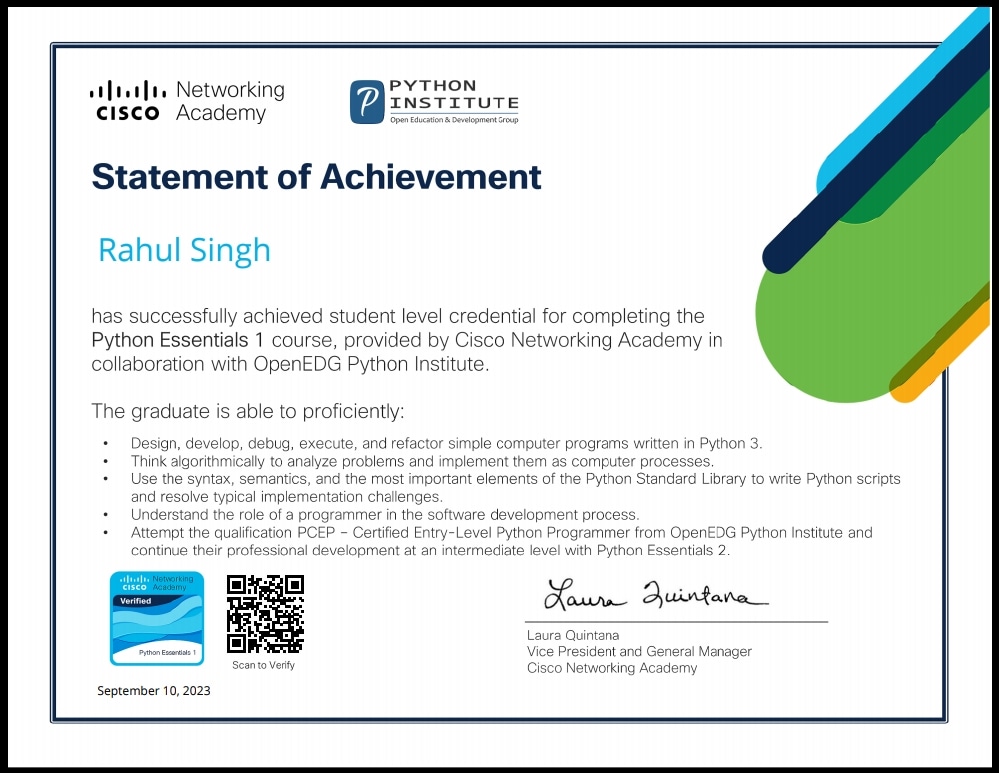 CISCO Networking Academy
PYTHON INSTITUTE
Open Education & Development Group
Statement of Achievement
Rahul Singh
has successfully achieved student level credential for completing the
Python Essentials 1 course, provided by Cisco Networking Academy in
collaboration with OpenEDG Python Institute.
The graduate is able to proficiently:
• Design, develop, debug, execute, and refactor simple computer programs written in Python 3.
• Think algorithmically to analyze problems and implement them as computer processes.
• Use the syntax, semantics, and the most important elements of the Python Standard Library to write Python scripts
and resolve typical implementation challenges.
• Understand the role of a programmer in the software development process.
• Attempt the qualification PCEP – Certified Entry-Level Python Programmer from OpenEDG Python Institute and
continue their professional development at an intermediate level with Python Essentials 2.
CISCO Networking Academy
Verified
Python Essentials 1
Scan to Verify
September 10, 2023
Laura Quintana
Laura Quintana
Vice President and General Manager
Cisco Networking Academy